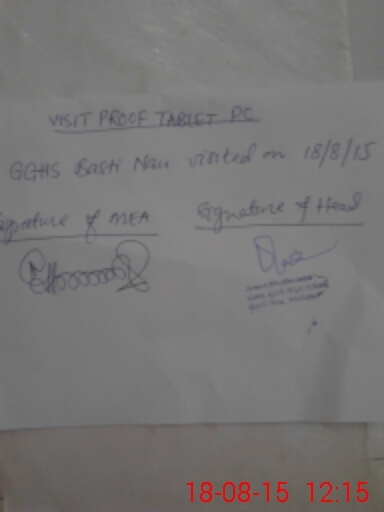 VISIT PROOF TABLET PC
GGHS Basti Nau visited on 18/8/15
Signature of MEA
Signature of Head
18-08-15 12:15